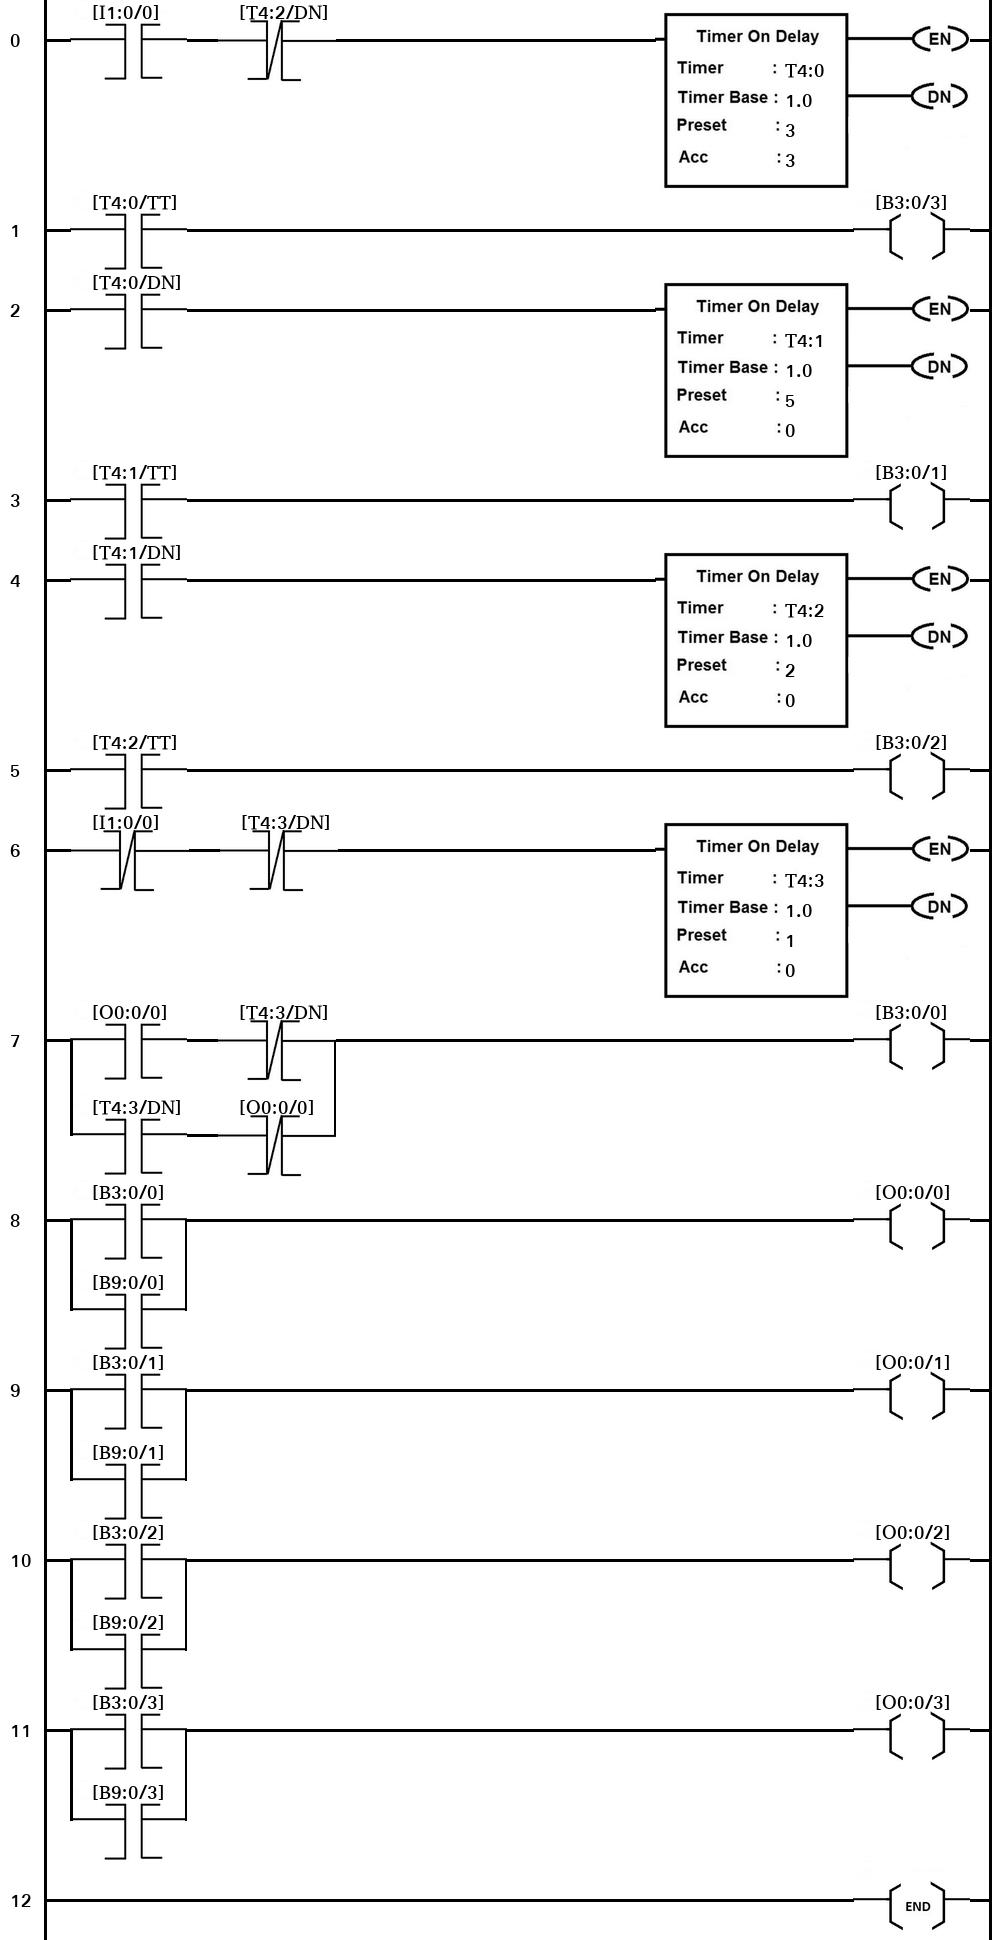 [I1:0/0] [T4:2/DN]
0 Timer On Delay EN
Timer : T4:0
Timer Base : 1.0 DN
Preset : 3
Acc : 3
[T4:0/TT] [B3:0/3]
1
[T4:0/DN]
2 Timer On Delay EN
Timer : T4:1
Timer Base : 1.0 DN
Preset : 5
Acc : 0
[T4:1/TT] [B3:0/1]
3
[T4:1/DN]
4 Timer On Delay EN
Timer : T4:2
Timer Base : 1.0 DN
Preset : 2
Acc : 0
[T4:2/TT] [B3:0/2]
5
[I1:0/0] [T4:3/DN]
6 Timer On Delay EN
Timer : T4:3
Timer Base : 1.0 DN
Preset : 1
Acc : 0
[O0:0/0] [T4:3/DN] [B3:0/0]
7
[T4:3/DN] [O0:0/0]
[B3:0/0] [O0:0/0]
8
[B9:0/0]
[B3:0/1] [O0:0/1]
9
[B9:0/1]
[B3:0/2] [O0:0/2]
10
[B9:0/2]
[B3:0/3] [O0:0/3]
11
[B9:0/3]
12 END